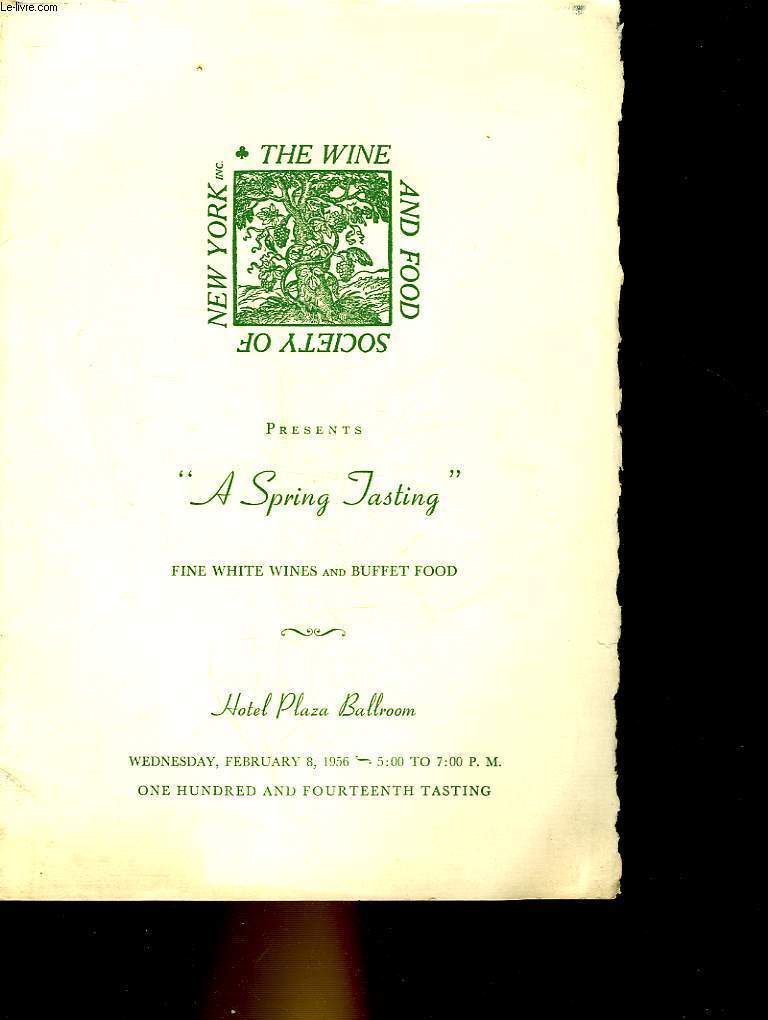 Le-livre.com
♣ THE WINE
AND FOOD
SOCIETY OF
NEW YORK INC.
PRESENTS
"A Spring Tasting"
FINE WHITE WINES AND BUFFET FOOD
Hotel Plaza Ballroom
WEDNESDAY, FEBRUARY 8, 1956 — 5:00 TO 7:00 P. M.
ONE HUNDRED AND FOURTEENTH TASTING